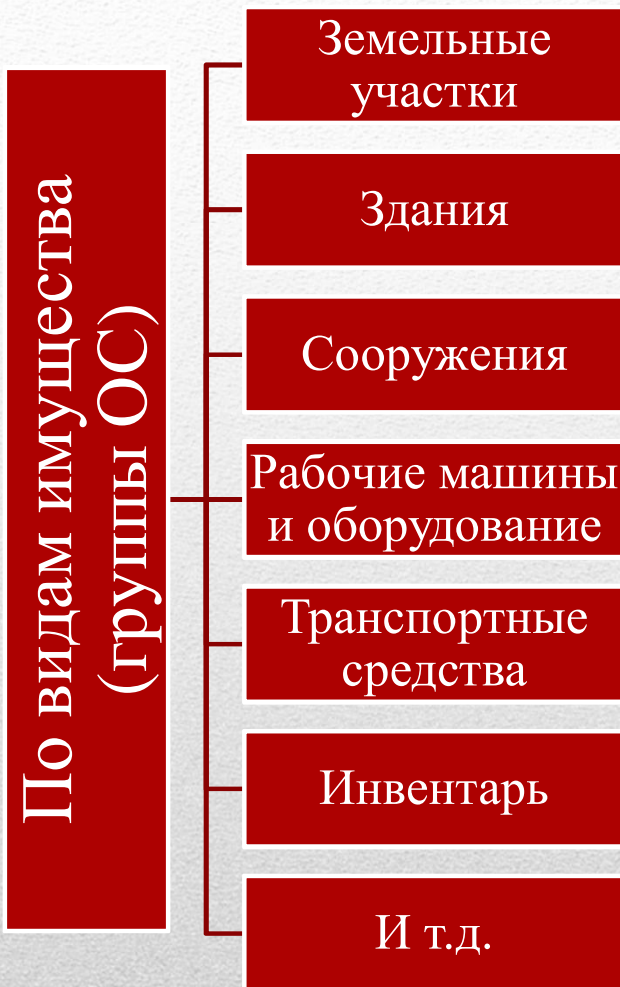 По видам имущества
(группы ОС)
Земельные
участки
Здания
Сооружения
Рабочие машины
и оборудование
Транспортные
средства
Инвентарь
И т.д.